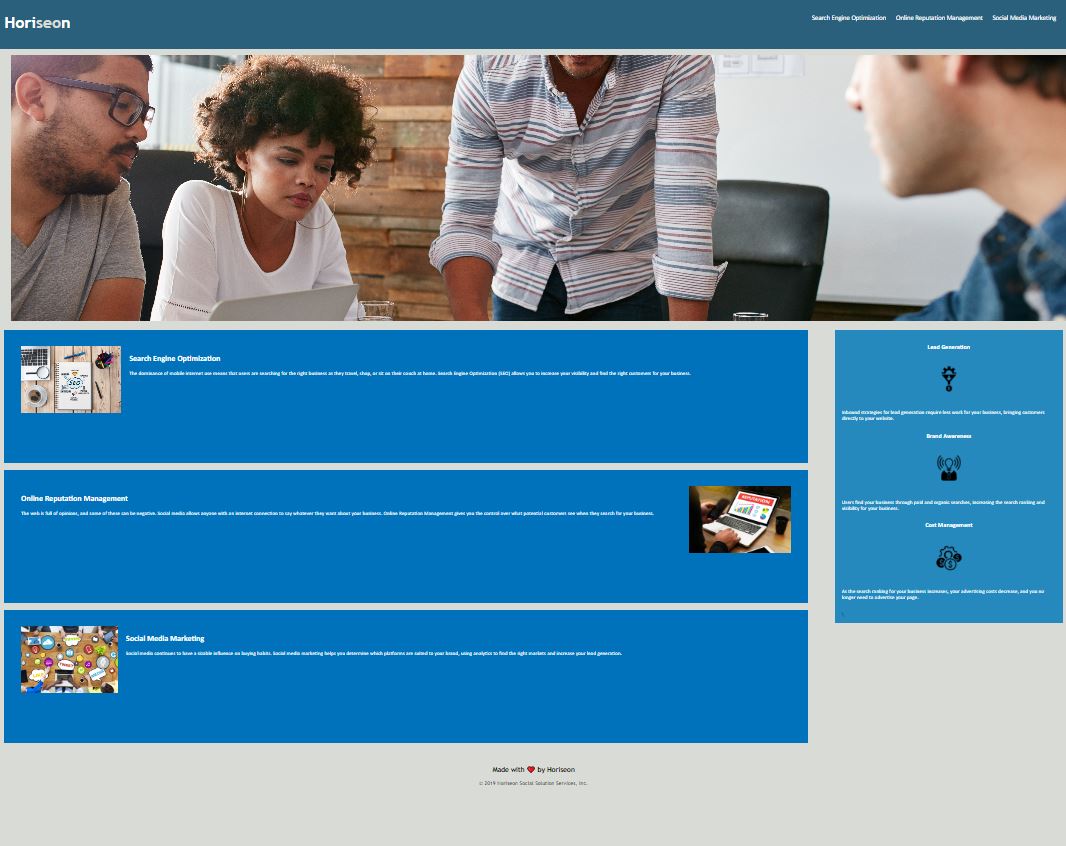 Horiseon
Search Engine Optimization Online Reputation Management Social Media Marketing
Search Engine Optimization
The dominance of mobile internet use means that users are searching for the right business as they travel, shop, or sit on their couch at home. Search Engine Optimization (SEO) allows you to increase your visibility and find the right customers for your business.
SEO
Online Reputation Management
The web is full of opinions, and some of these can be negative. Social media allows anyone with an internet connection to say whatever they want about your business. Online Reputation Management gives you the control over what potential customers see when they search for your business.
REPUTATION
Social Media Marketing
Social media continues to have a sizable influence on buying habits. Social media marketing helps you determine which platforms are suited to your brand, using analytics to find the right markets and increase your lead generation.
Lead Generation
Inbound strategies for lead generation require less work for your business, bringing customers
directly to your website.
Brand Awareness
Users find your business through paid and organic searches, increasing the search ranking and
visibility for your business.
Cost Management
As the search ranking for your business increases, your advertising costs decrease, and you no
longer need to advertise your page.
\
Made with ❤️ by Horiseon
© 2019 Horiseon Social Solution Services, Inc.